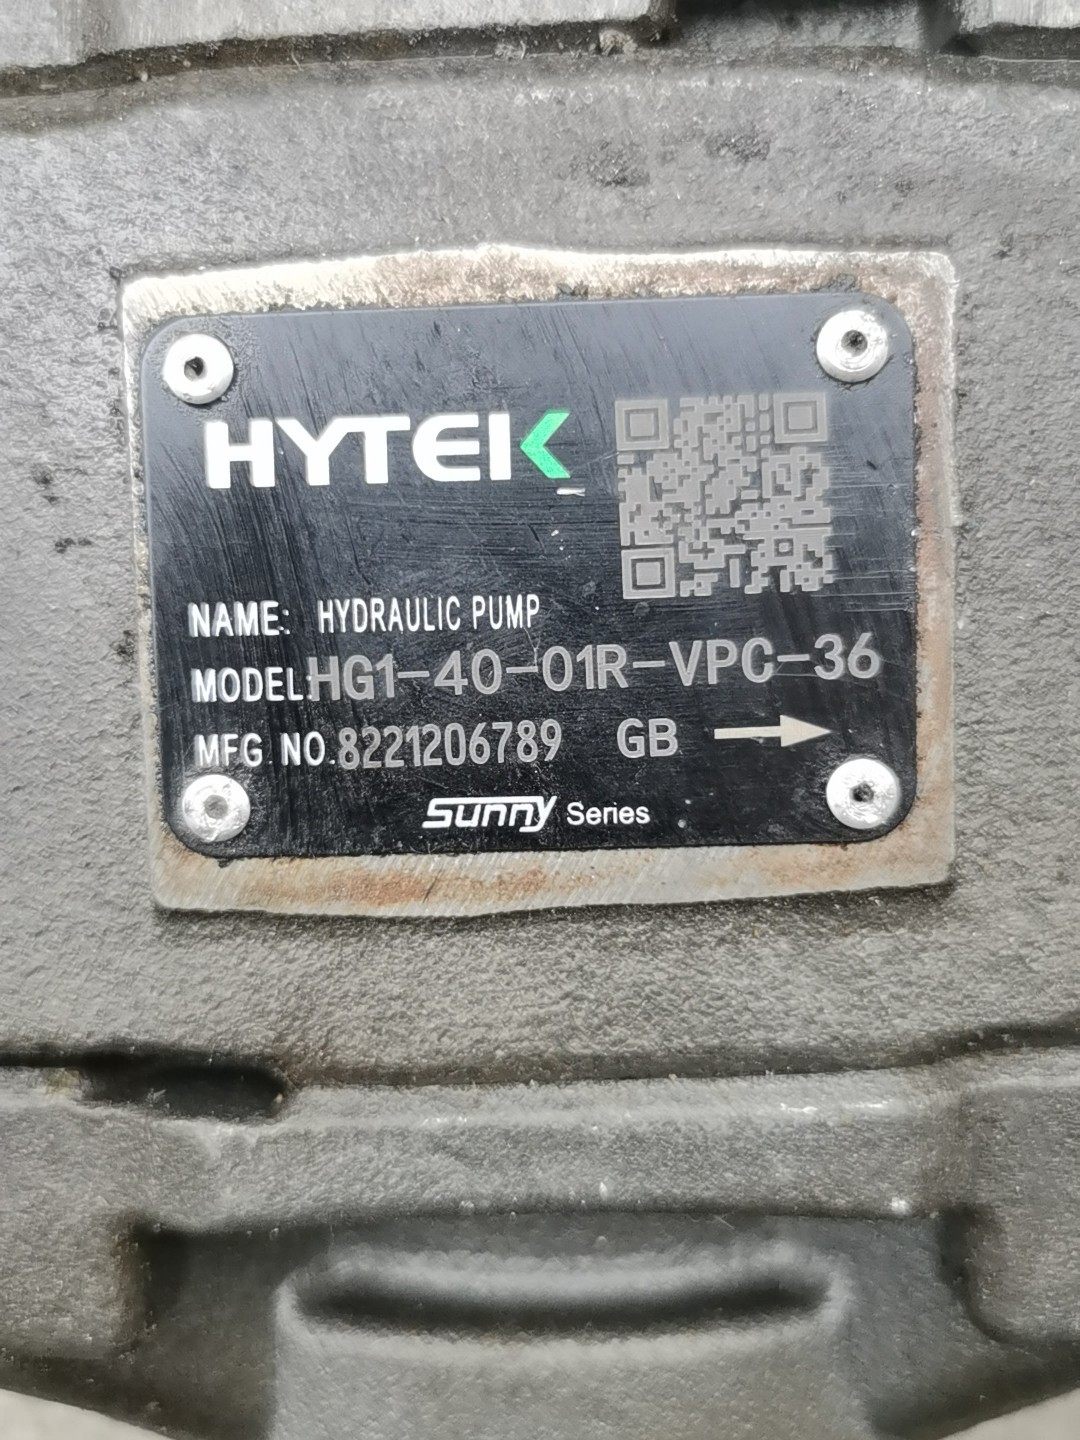 HYTEK
NAME: HYDRAULIC PUMP
MODEL:HG1-40-01R-VPC-36
MFG NO.8221206789 GB →
Sunny Series